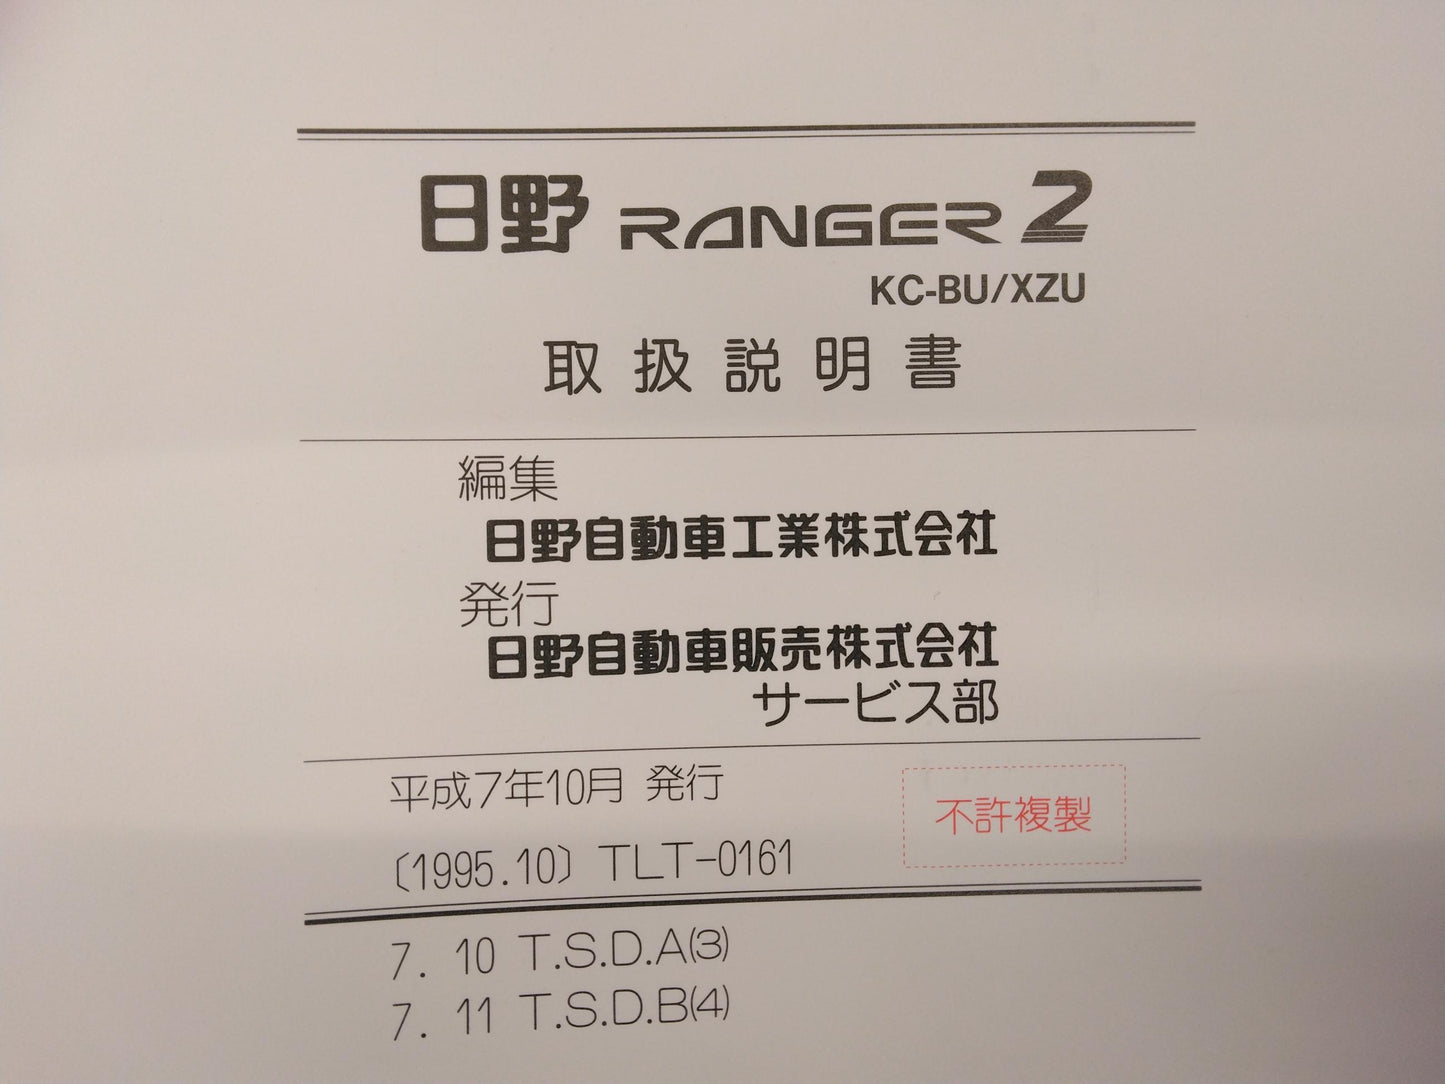 日野 RANGER 2
KC-BU/XZU
取扱説明書
編集
日野自動車工業株式会社
発行
日野自動車販売株式会社
サービス部
平成7年10月 発行
〔1995.10〕 TLT-0161
不許複製
7. 10 T.S.D.A(3)
7. 11 T.S.D.B(4)